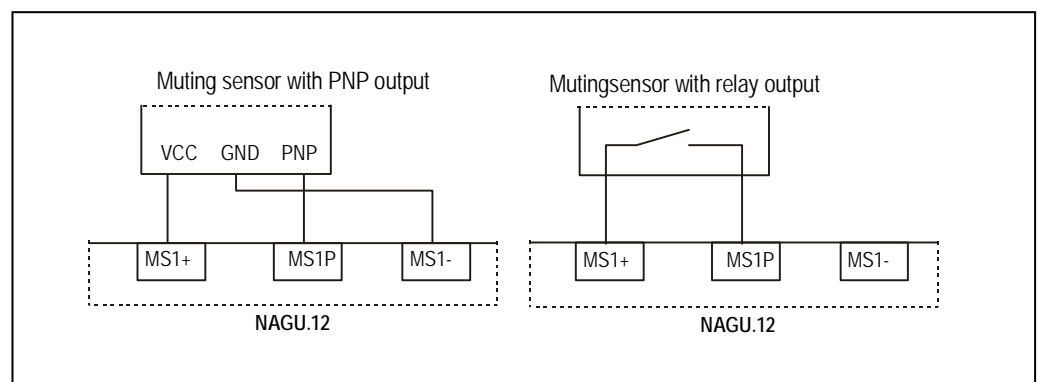 Muting sensor with PNP output
VCC GND PNP
MS1+ MS1P MS1-
NAGU.12
Mutingsensor with relay output
MS1+ MS1P MS1-
NAGU.12